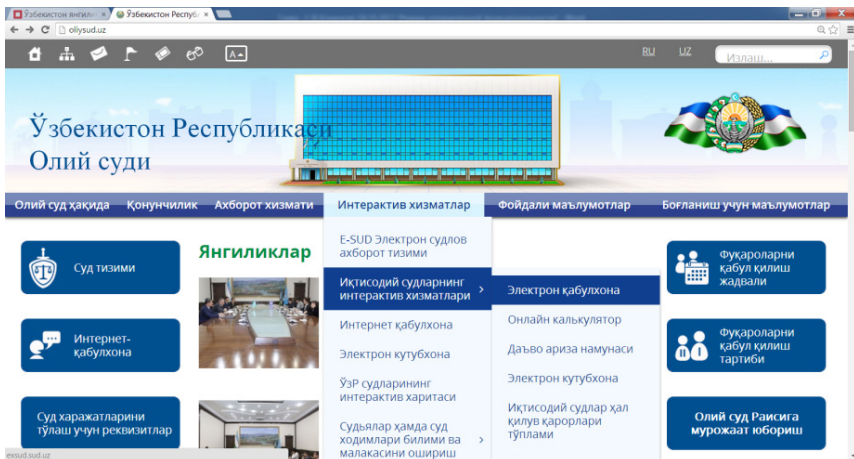 Ўзбекистон янгилик
Ўзбекистон Республ
oliysud.uz
A
RU
UZ
Излаш...
Ўзбекистон Республикаси
Олий суди
Олий суд ҳақида
Қонунчилик
Ахборот хизмати
Интерактив хизматлар
Фойдали маълумотлар
Боғланиш учун маълумотлар
Суд тизими
Интернет-
қабулхона
Суд харажатларини
тўлаш учун реквизитлар
Янгиликлар
E-SUD Электрон судлов
ахборот тизими
Иқтисодий судларнинг
интерактив хизматлари
Интернет қабулхона
Электрон кутубхона
ЎзР судларининг
интерактив харитаси
Судьялар ҳамда суд
ходимлари билими ва
малакасини ошириш
Электрон қабулхона
Онлайн калькулятор
Даъво ариза намунаси
Электрон кутубхона
Иқтисодий судлар ҳал
қилув қарорлари
тўплами
Фуқароларни
қабул қилиш
жадвали
Фуқароларни
қабул қилиш
тартиби
Олий суд Раисига
мурожаат юбориш
exsud.sud.uz